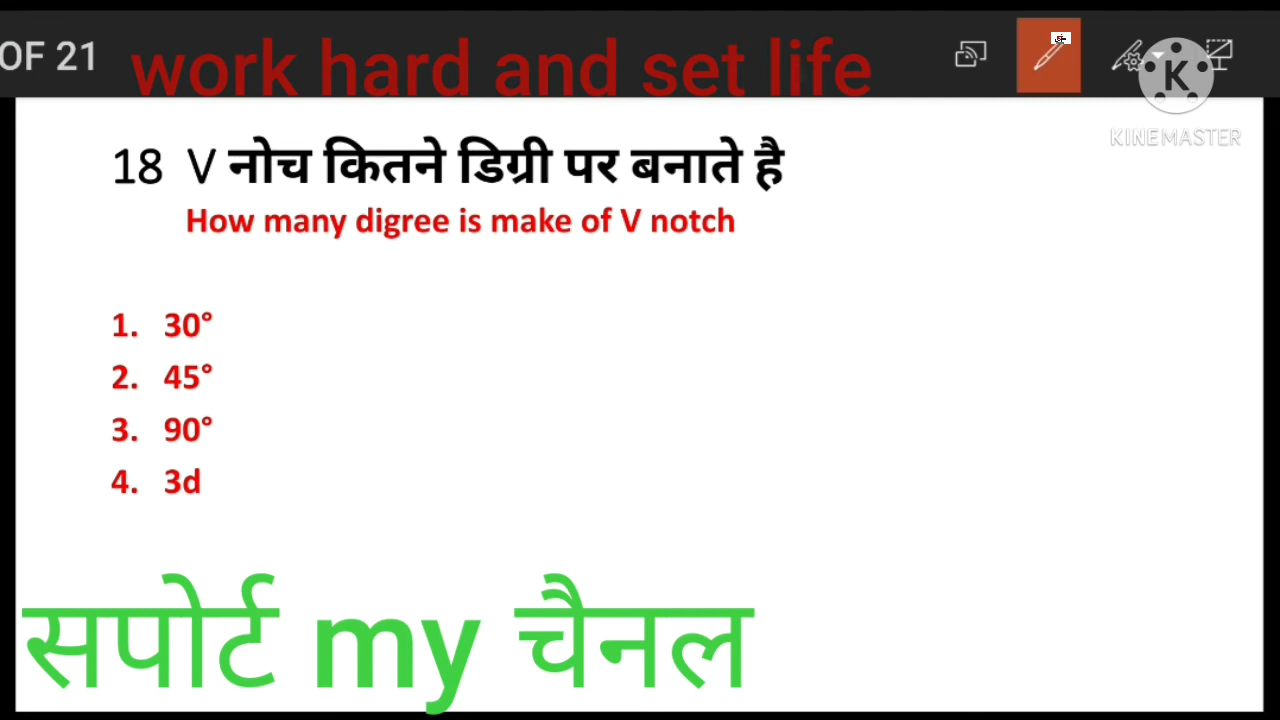 OF 21
work hard and set life
KINEMASTER
18 V नोच कितने डिग्री पर बनाते है
How many digree is make of V notch
1. 30°
2. 45°
3. 90°
4. 3d
सपोर्ट my चैनल